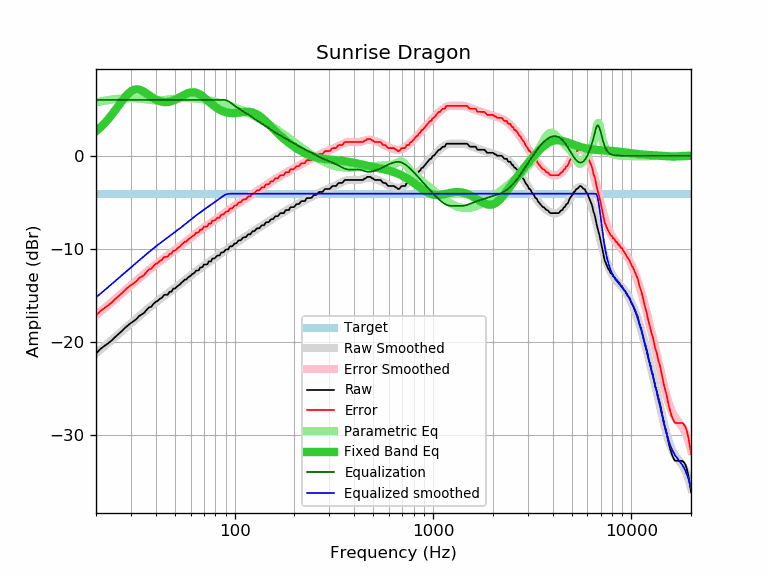 Sunrise Dragon
Amplitude (dBr)
0
−10
−20
−30
Target
Raw Smoothed
Error Smoothed
Raw
Error
Parametric Eq
Fixed Band Eq
Equalization
Equalized smoothed
100
1000
10000
Frequency (Hz)